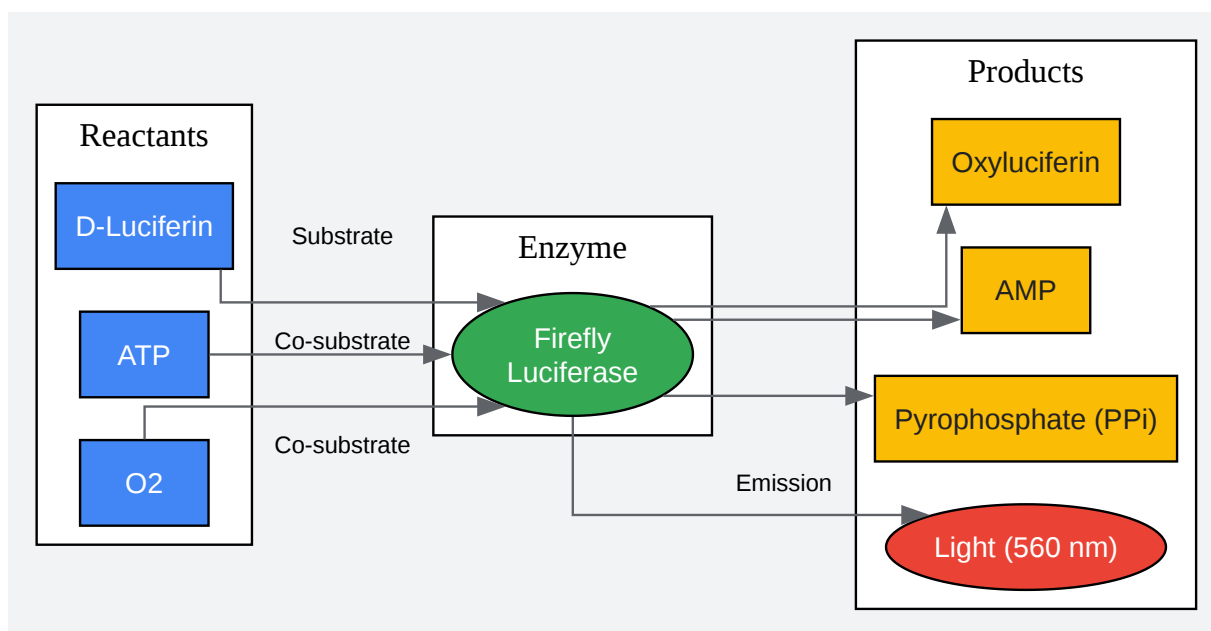 Reactants
D-Luciferin
ATP
O2
Substrate
Co-substrate
Co-substrate
Enzyme
Firefly
Luciferase
Emission
Products
Oxyluciferin
AMP
Pyrophosphate (PPi)
Light (560 nm)